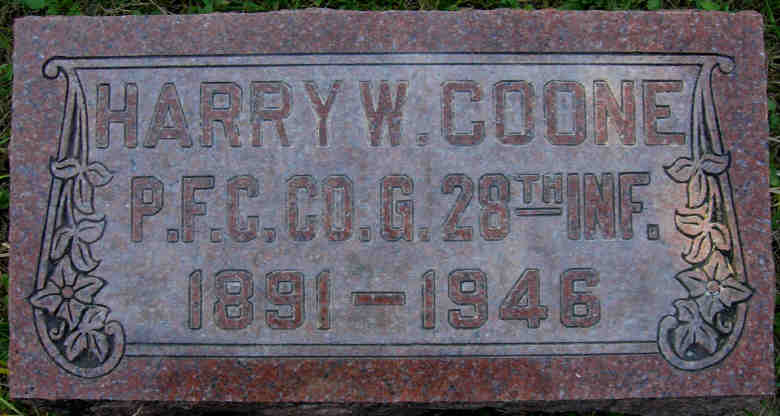 HARRY W. COONE
P.F.C. CO. G. 28TH INF.
1891 — 1946